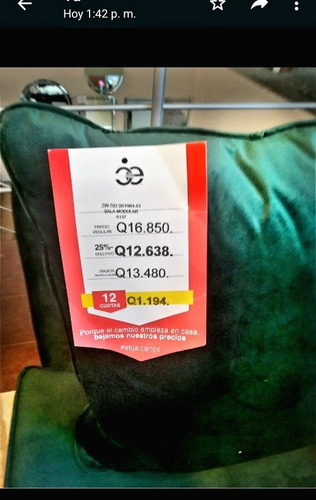 Hoy 1:42 p. m.
SALA MODULAR
PRECIO REGULAR Q16.850.
25%- EFECTIVO Q12.638.
TARJETA Q13.480.
12 CUOTAS Q1.194.
Porque el cambio empieza en casa,
bajamos nuestros precios